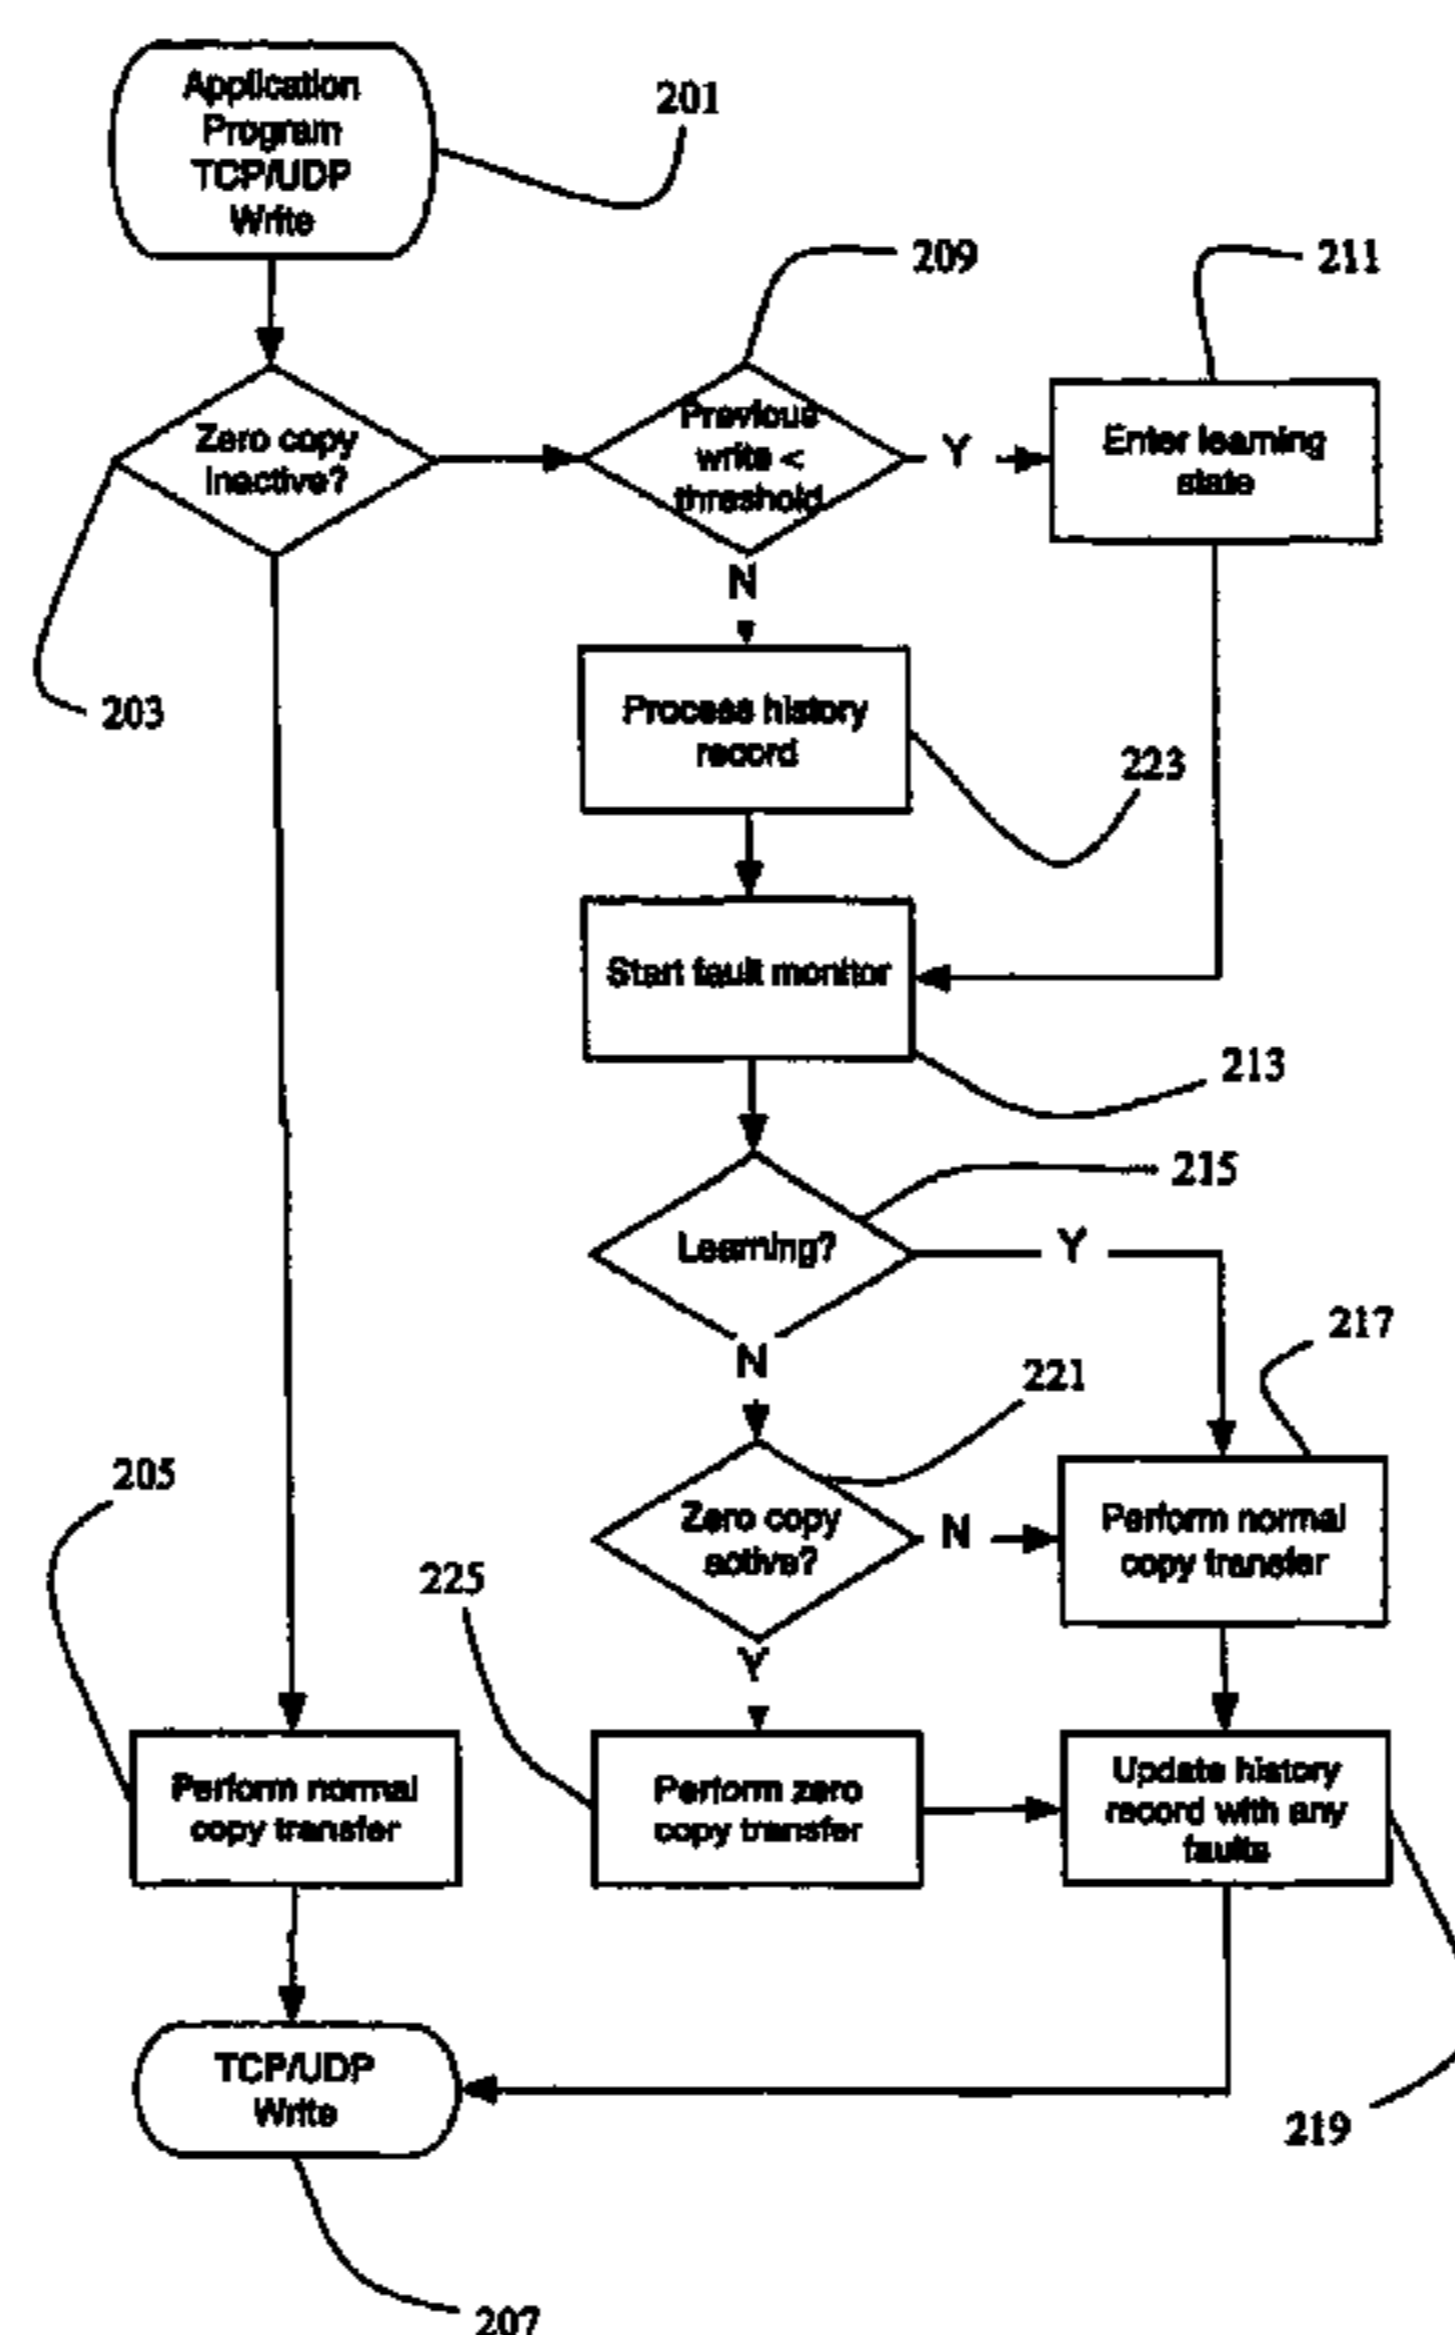 Application
Program
TCP/UDP
Write
201
209
211
Zero copy
inactive?
Previous
write <
threshold
Y
Enter learning
state
N
203
Process history
record
223
Start fault monitor
213
215
Learning?
Y
N
217
221
205
Zero copy
active?
N
Perform normal
copy transfer
225
Y
Perform normal
copy transfer
Perform zero
copy transfer
Update history
record with any
faults
TCP/UDP
Write
219
207